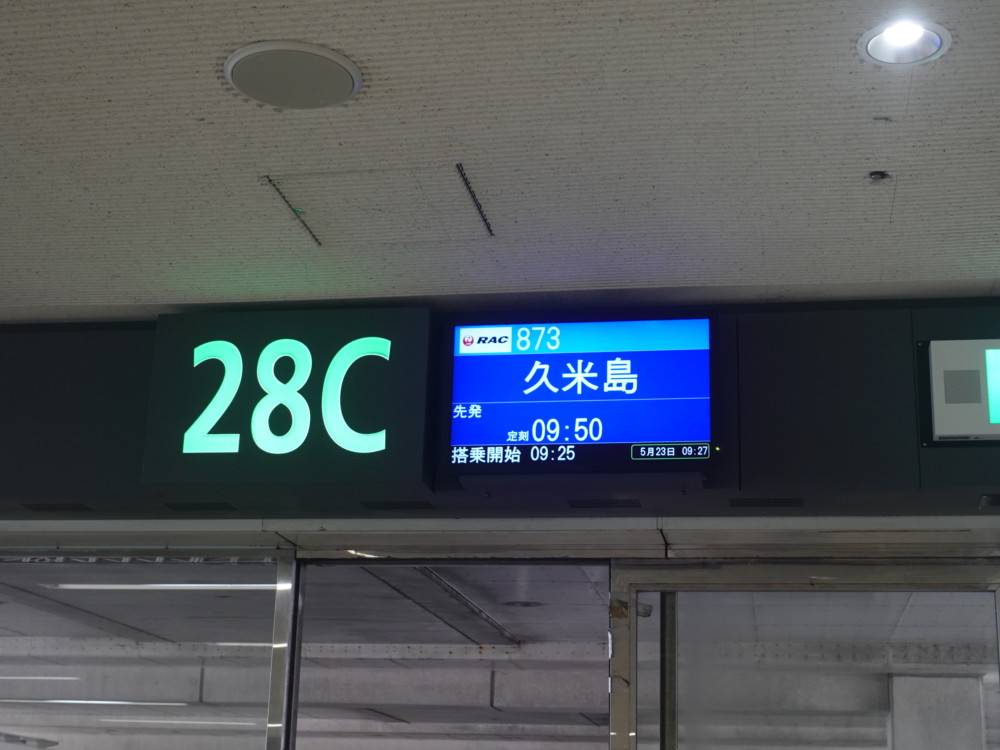 28C
RAC 873
久米島
先発
定刻 09:50
搭乗開始 09:25
5月23日 09:27